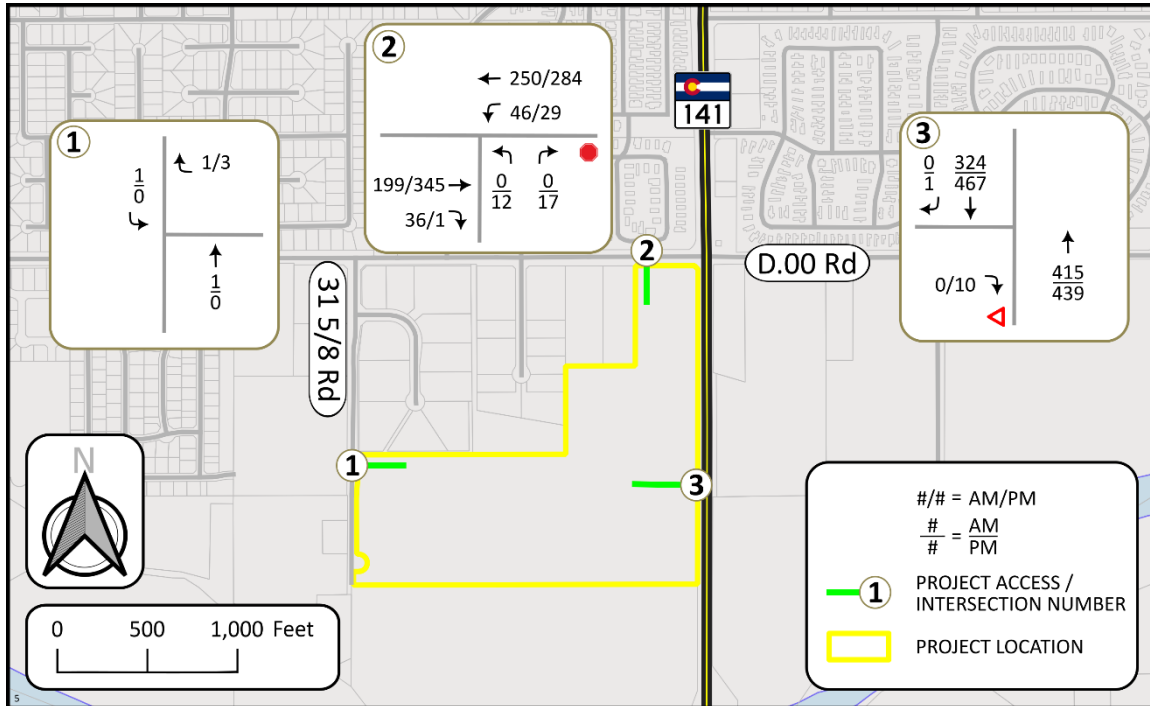 2
250/284
46/29
199/345
36/1
0
12
0
17
141
1
1/3
1
0
1
0
3
0
1
324
467
0/10
415
439
2
D.00 Rd
31 5/8 Rd
1
3
N
0 500 1,000 Feet
#/# = AM/PM
# = AM
# PM
1 PROJECT ACCESS /
INTERSECTION NUMBER
PROJECT LOCATION
5